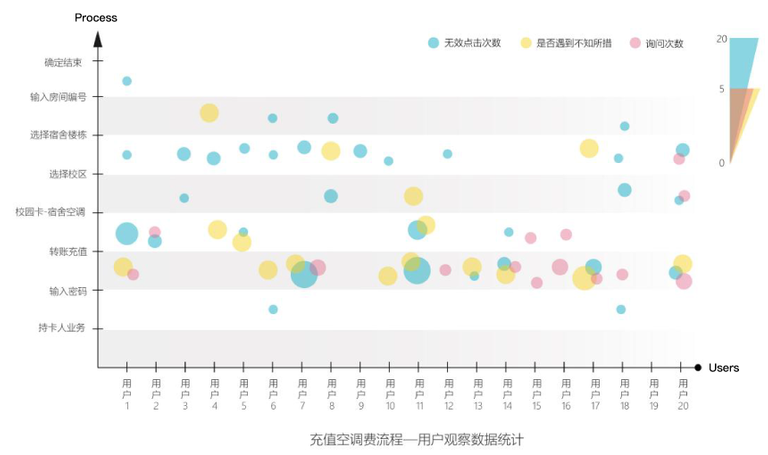 Process
无效点击次数 是否遇到不知所措 询问次数
20
5
0
确定结束
输入房间编号
选择宿舍楼栋
选择校区
校园卡-宿舍空调
转账充值
输入密码
持卡人业务
Users
用户1 用户2 用户3 用户4 用户5 用户6 用户7 用户8 用户9 用户10 用户11 用户12 用户13 用户14 用户15 用户16 用户17 用户18 用户19 用户20
充值空调费流程—用户观察数据统计